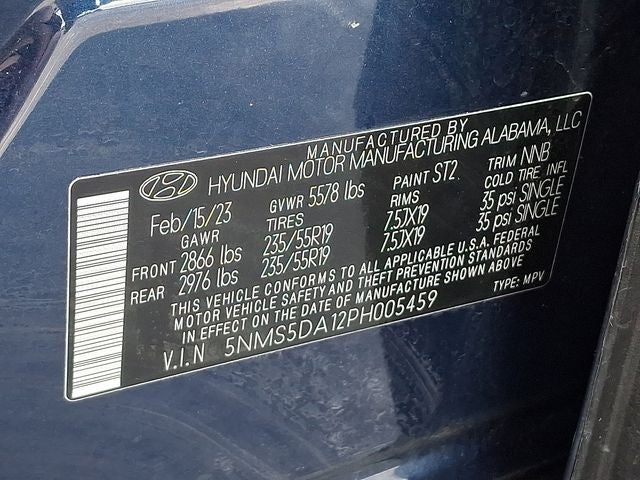 MANUFACTURED BY
HYUNDAI MOTOR MANUFACTURING ALABAMA, LLC
Feb/15/23 GVWR 5578 lbs PAINT ST2 TRIM NNB
GAWR TIRES RIMS COLD TIRE INFL
FRONT 2866 lbs 235/55R19 7.5JX19 35 psi SINGLE
REAR 2976 lbs 235/55R19 7.5JX19 35 psi SINGLE
THIS VEHICLE CONFORMS TO ALL APPLICABLE U.S.A. FEDERAL
MOTOR VEHICLE SAFETY AND THEFT PREVENTION STANDARDS
IN EFFECT ON THE DATE OF MANUFACTURE SHOWN ABOVE
V.I.N 5NMS5DA12PH005459 TYPE: MPV